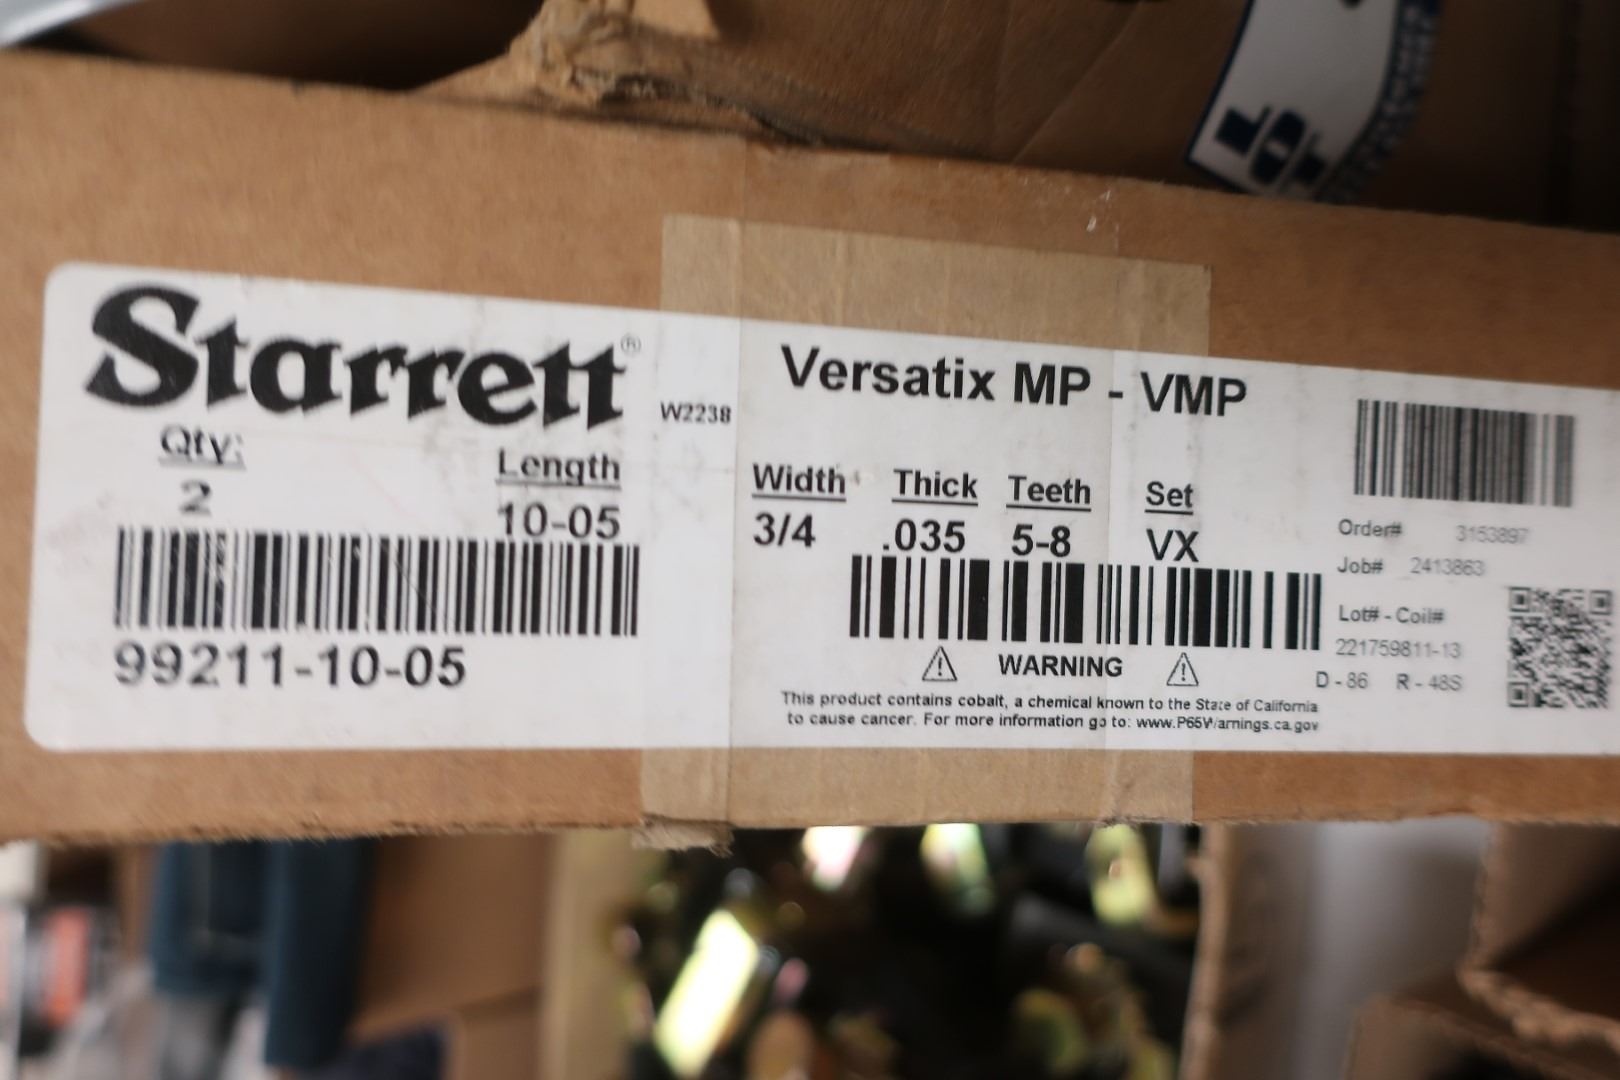 Starrett®
W2238
Qty:
2
Length
10-05
99211-10-05
Versatix MP - VMP
Width Thick Teeth Set
3/4 .035 5-8 VX
WARNING
This product contains cobalt, a chemical known to the State of California
to cause cancer. For more information go to: www.P65Warnings.ca.gov
Order# 3153897
Job# 2413863
Lot# - Coil#
221759811-13
D - 86 R - 48S